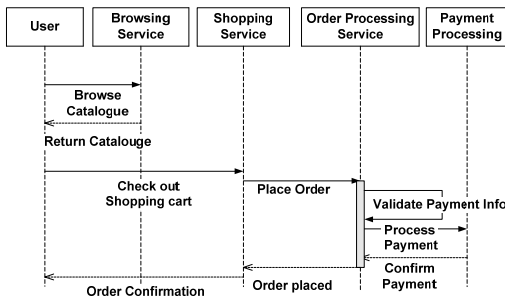 User
Browsing
Service
Shopping
Service
Order Processing
Service
Payment
Processing
Browse
Catalogue
Return Catalouge
Check out
Shopping cart
Place Order
Validate Payment Info
Process
Payment
Confirm
Payment
Order placed
Order Confirmation